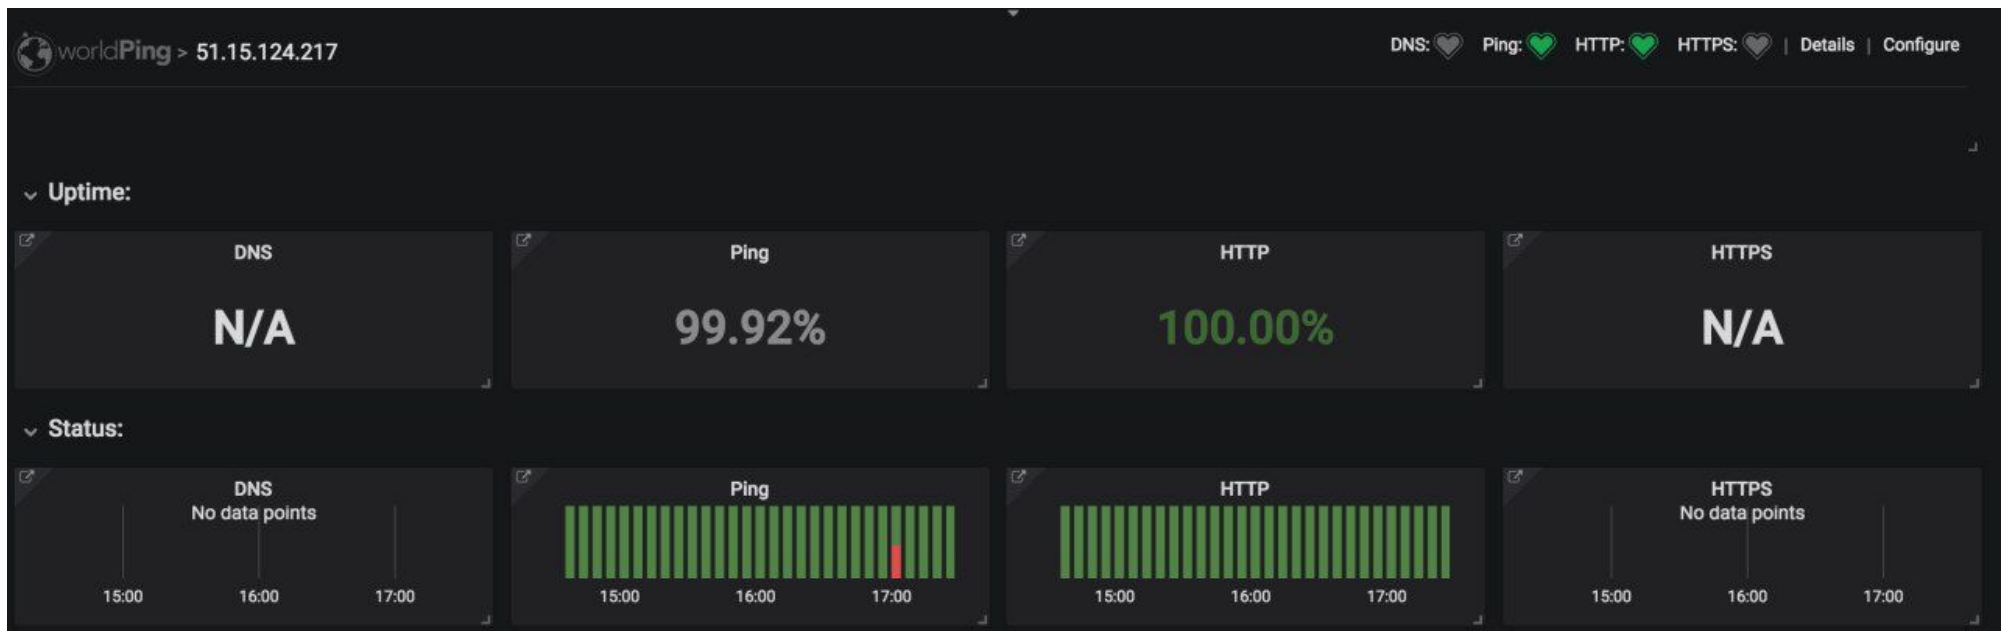 worldPing > 51.15.124.217
DNS: Ping: HTTP: HTTPS: | Details | Configure
Uptime:
DNS
N/A
Ping
99.92%
HTTP
100.00%
HTTPS
N/A
Status:
DNS
No data points
15:00 16:00 17:00
Ping
15:00 16:00 17:00
HTTP
15:00 16:00 17:00
HTTPS
No data points
15:00 16:00 17:00